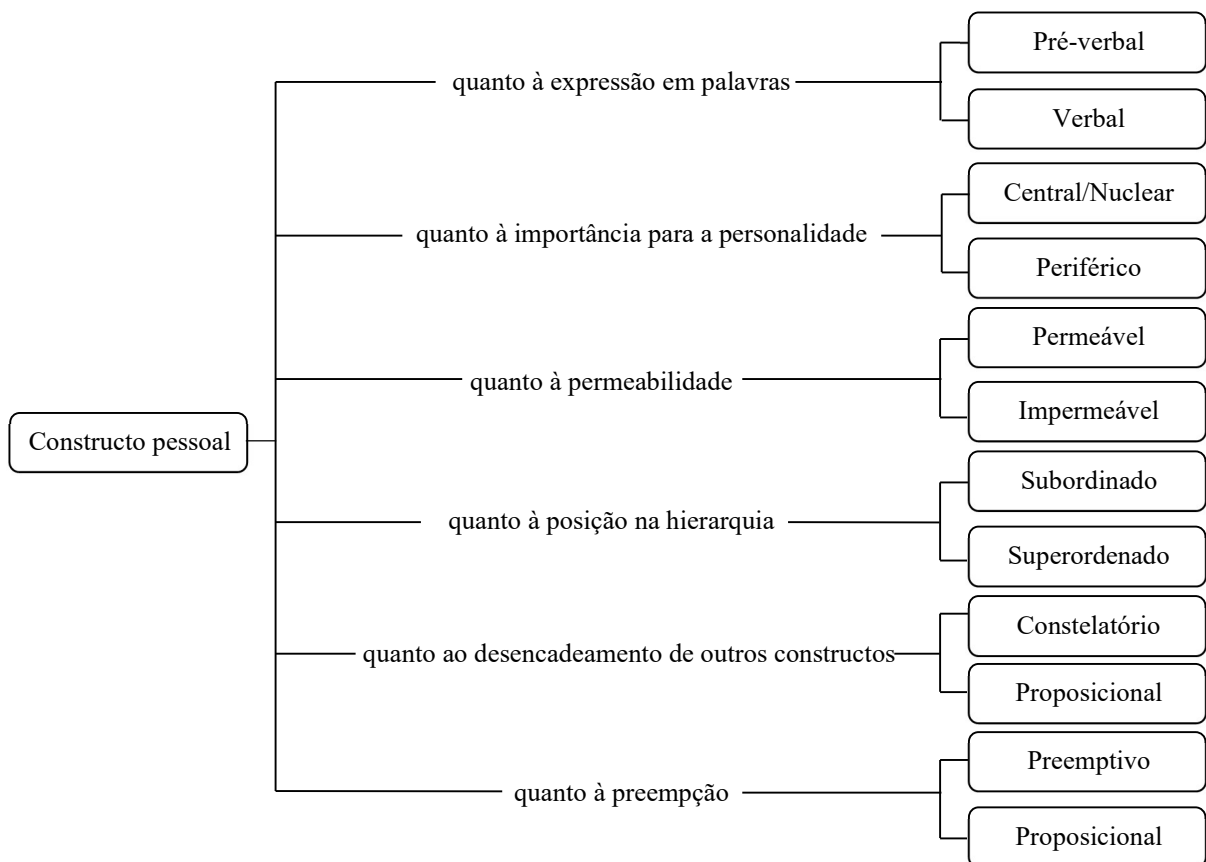 Pré-verbal
quanto à expressão em palavras
Verbal
Central/Nuclear
quanto à importância para a personalidade
Periférico
Permeável
quanto à permeabilidade
Impermeável
Constructo pessoal
Subordinado
quanto à posição na hierarquia
Superordenado
Constelatório
quanto ao desencadeamento de outros constructos
Proposicional
Preemptivo
quanto à preempção
Proposicional